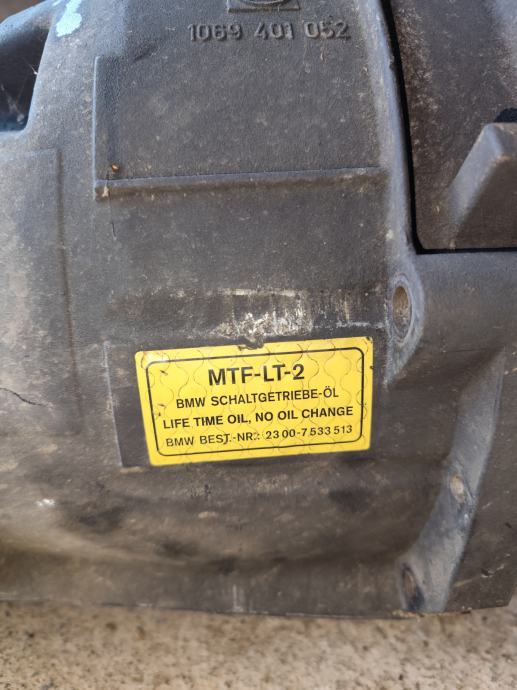 1069 401 052
MTF-LT-2
BMW SCHALTGETRIEBE-ÖL
LIFE TIME OIL, NO OIL CHANGE
BMW BEST.-NR.: 23 00-7 533 513